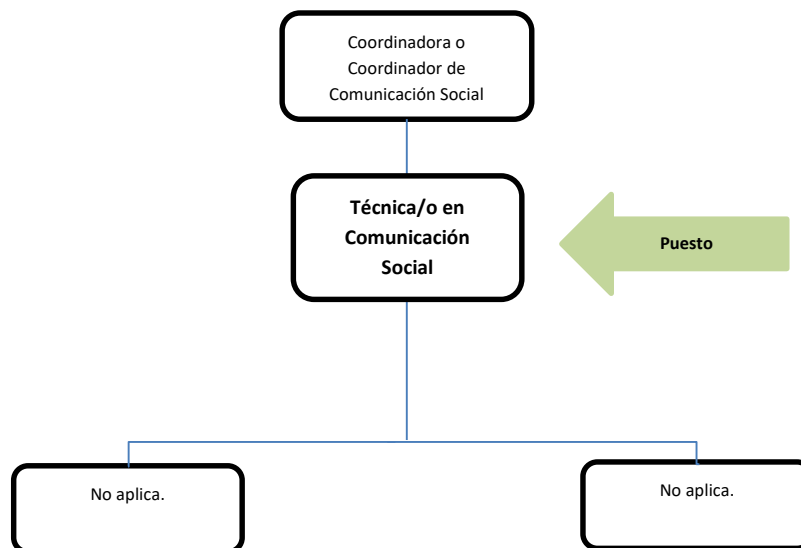 Coordinadora o
Coordinador de
Comunicación Social
Técnica/o en
Comunicación
Social
Puesto
No aplica.
No aplica.